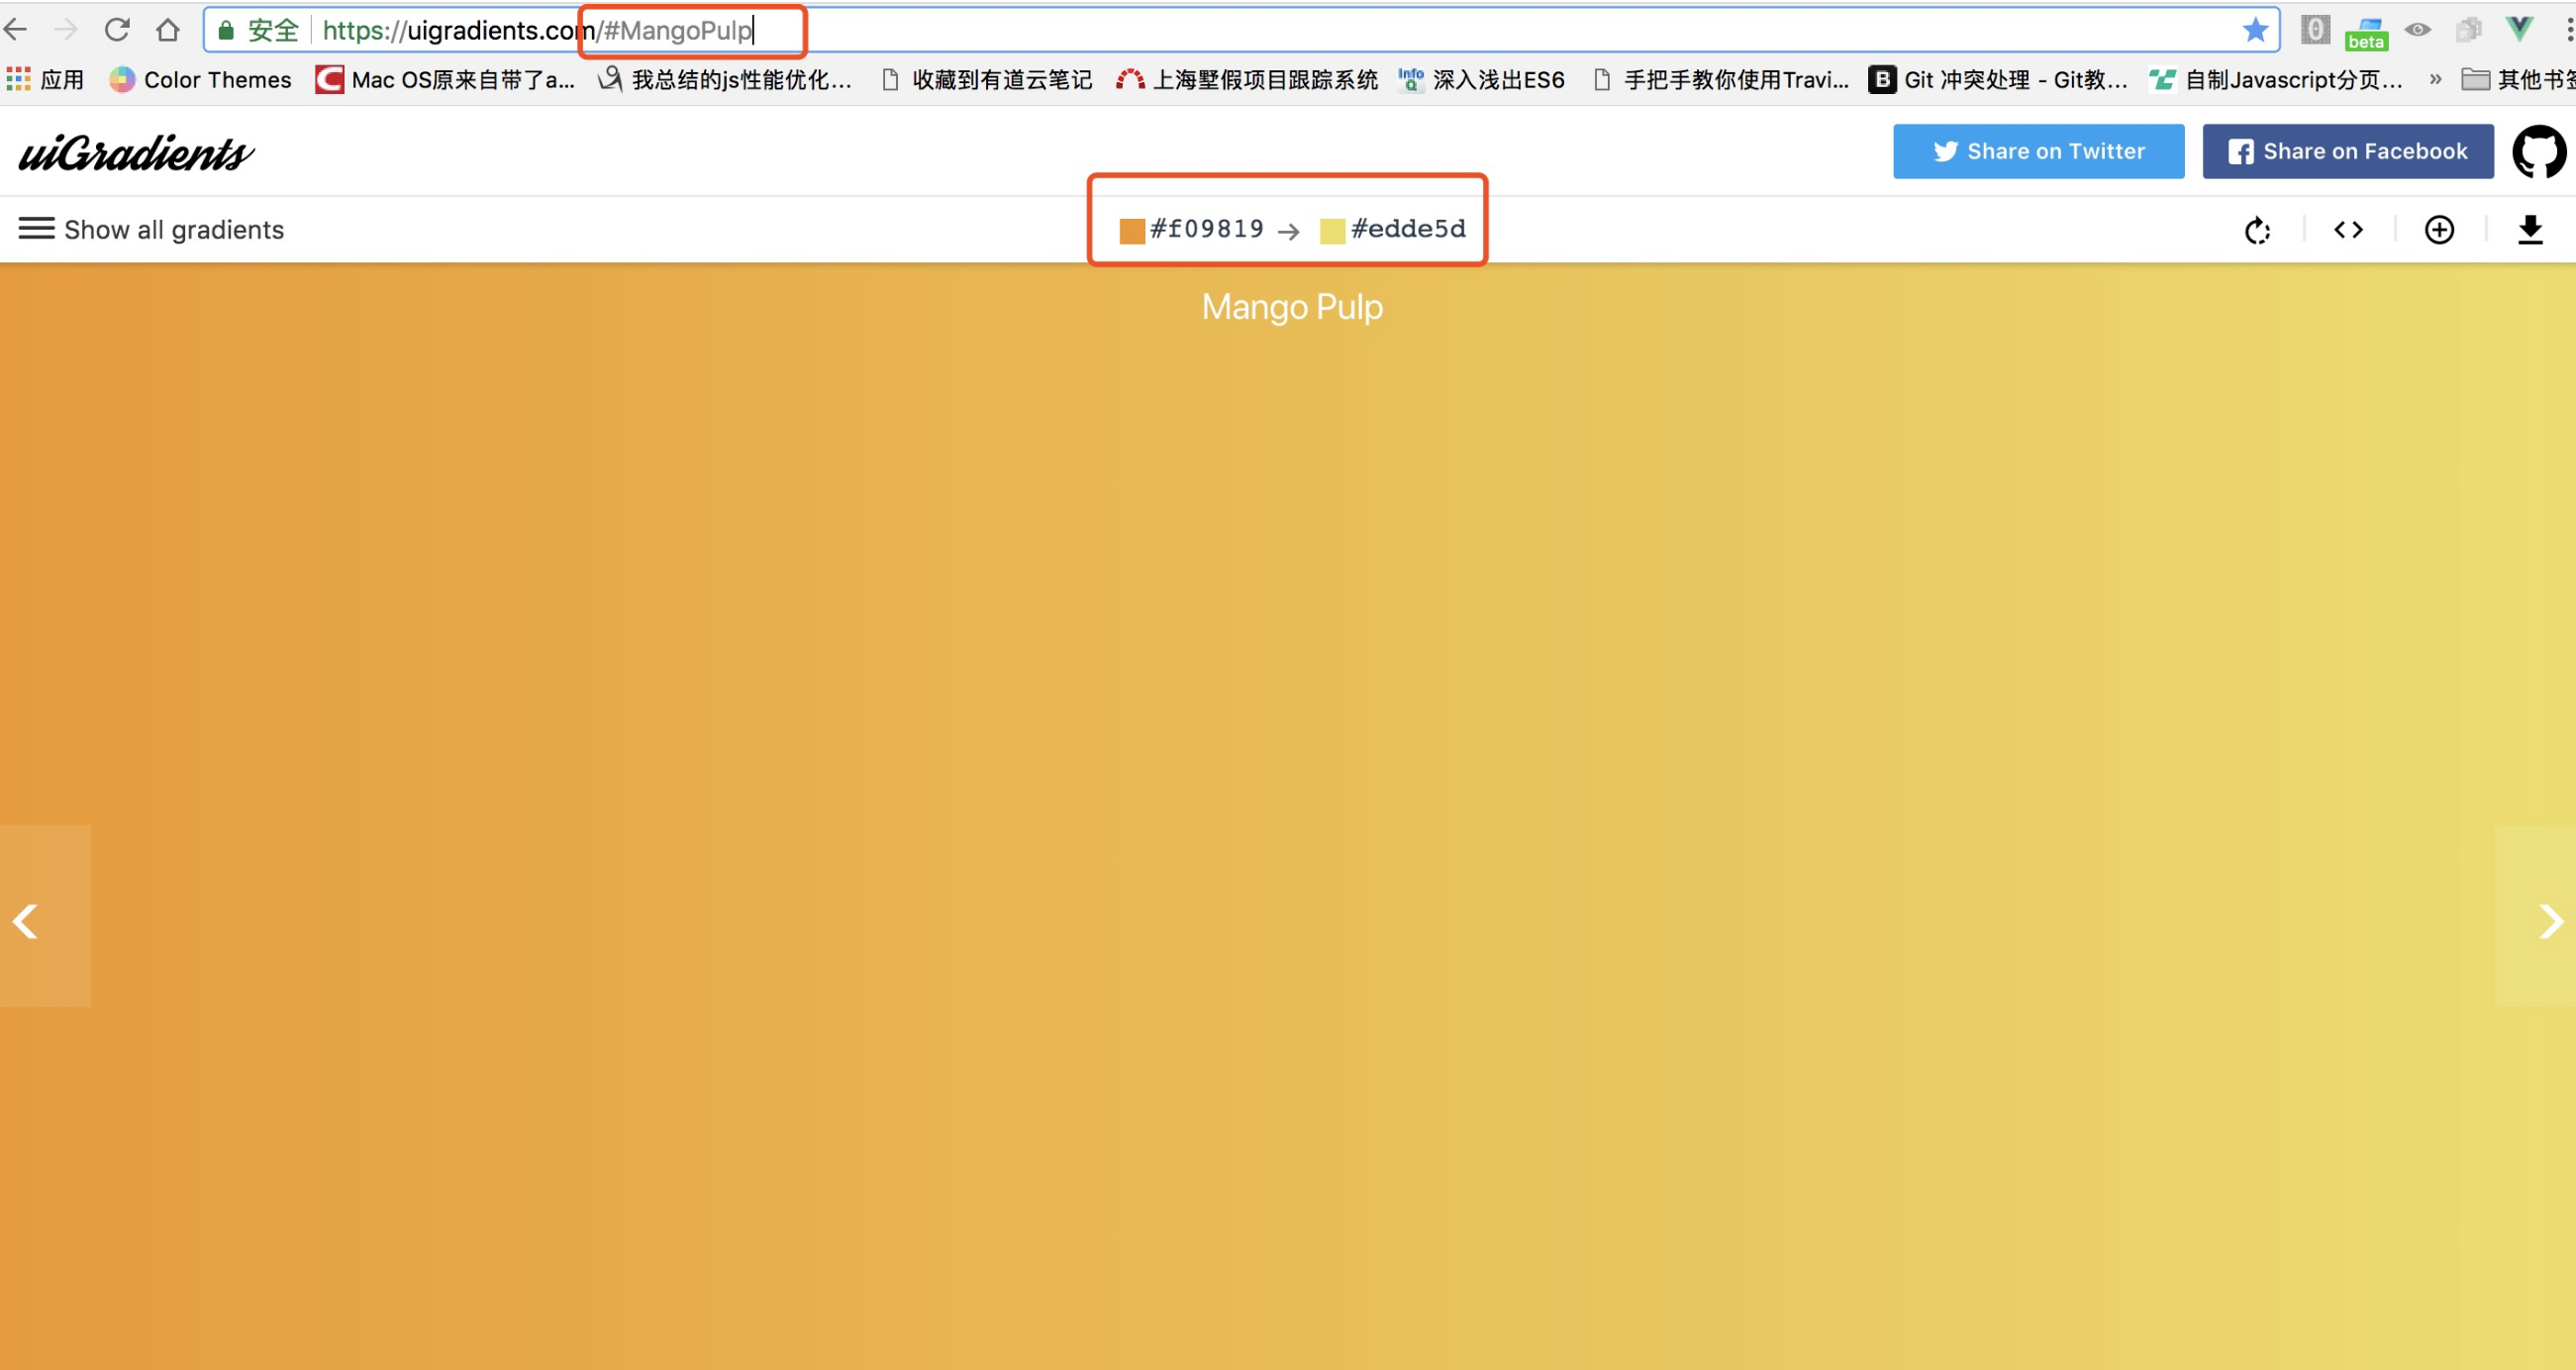 安全 https://uigradients.com/#MangoPulp beta
应用 Color Themes Mac OS原来自带了a... 我总结的js性能优化... 收藏到有道云笔记 上海墅假项目跟踪系统 InfoQ 深入浅出ES6 手把手教你使用Travi... B Git 冲突处理 - Git教... 自制Javascript分页... » 其他书签
uiGradients Share on Twitter Share on Facebook
Show all gradients #f09819 → #edde5d
Mango Pulp